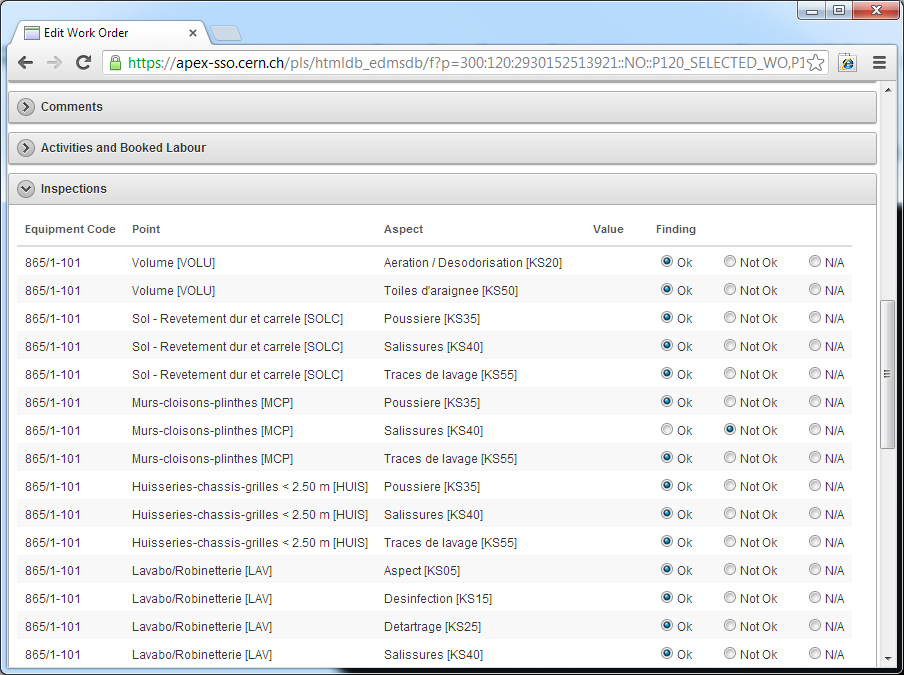 Edit Work Order
https://apex-sso.cern.ch/pls/htmldb_edmsdb/f?p=300:120:2930152513921::NO::P120_SELECTED_WO,P1
Comments
Activities and Booked Labour
Inspections
Equipment Code Point Aspect Value Finding
865/1-101 Volume [VOLU] Aeration / Desodorisation [KS20] Ok Not Ok N/A
865/1-101 Volume [VOLU] Toiles d'araignee [KS50] Ok Not Ok N/A
865/1-101 Sol - Revetement dur et carrele [SOLC] Poussiere [KS35] Ok Not Ok N/A
865/1-101 Sol - Revetement dur et carrele [SOLC] Salissures [KS40] Ok Not Ok N/A
865/1-101 Sol - Revetement dur et carrele [SOLC] Traces de lavage [KS55] Ok Not Ok N/A
865/1-101 Murs-cloisons-plinthes [MCP] Poussiere [KS35] Ok Not Ok N/A
865/1-101 Murs-cloisons-plinthes [MCP] Salissures [KS40] Ok Not Ok N/A
865/1-101 Murs-cloisons-plinthes [MCP] Traces de lavage [KS55] Ok Not Ok N/A
865/1-101 Huisseries-chassis-grilles < 2.50 m [HUIS] Poussiere [KS35] Ok Not Ok N/A
865/1-101 Huisseries-chassis-grilles < 2.50 m [HUIS] Salissures [KS40] Ok Not Ok N/A
865/1-101 Huisseries-chassis-grilles < 2.50 m [HUIS] Traces de lavage [KS55] Ok Not Ok N/A
865/1-101 Lavabo/Robinetterie [LAV] Aspect [KS05] Ok Not Ok N/A
865/1-101 Lavabo/Robinetterie [LAV] Desinfection [KS15] Ok Not Ok N/A
865/1-101 Lavabo/Robinetterie [LAV] Detartrage [KS25] Ok Not Ok N/A
865/1-101 Lavabo/Robinetterie [LAV] Salissures [KS40] Ok Not Ok N/A